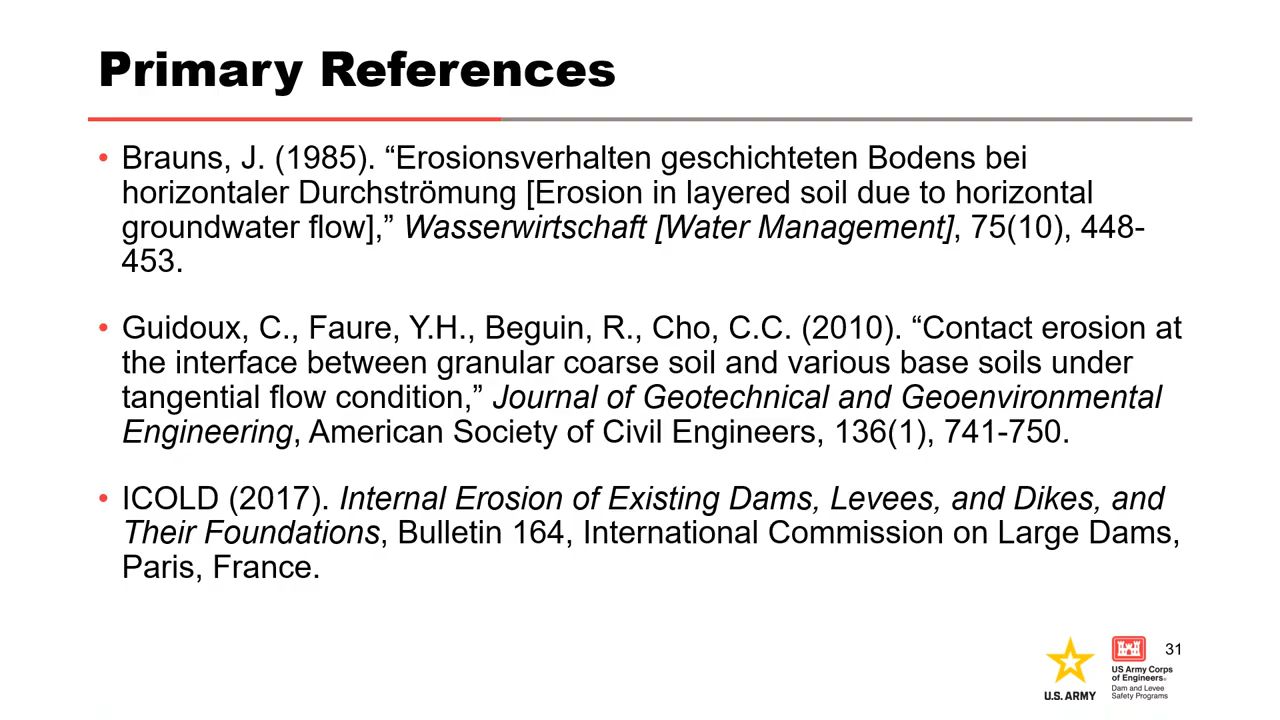 Primary References
• Brauns, J. (1985). “Erosionsverhalten geschichteten Bodens bei
horizontaler Durchströmung [Erosion in layered soil due to horizontal
groundwater flow],” Wasserwirtschaft [Water Management], 75(10), 448-
453.
• Guidoux, C., Faure, Y.H., Beguin, R., Cho, C.C. (2010). “Contact erosion at
the interface between granular coarse soil and various base soils under
tangential flow condition,” Journal of Geotechnical and Geoenvironmental
Engineering, American Society of Civil Engineers, 136(1), 741-750.
• ICOLD (2017). Internal Erosion of Existing Dams, Levees, and Dikes, and
Their Foundations, Bulletin 164, International Commission on Large Dams,
Paris, France.
31
U.S. ARMY
US Army Corps
of Engineers®
Dam and Levee
Safety Programs